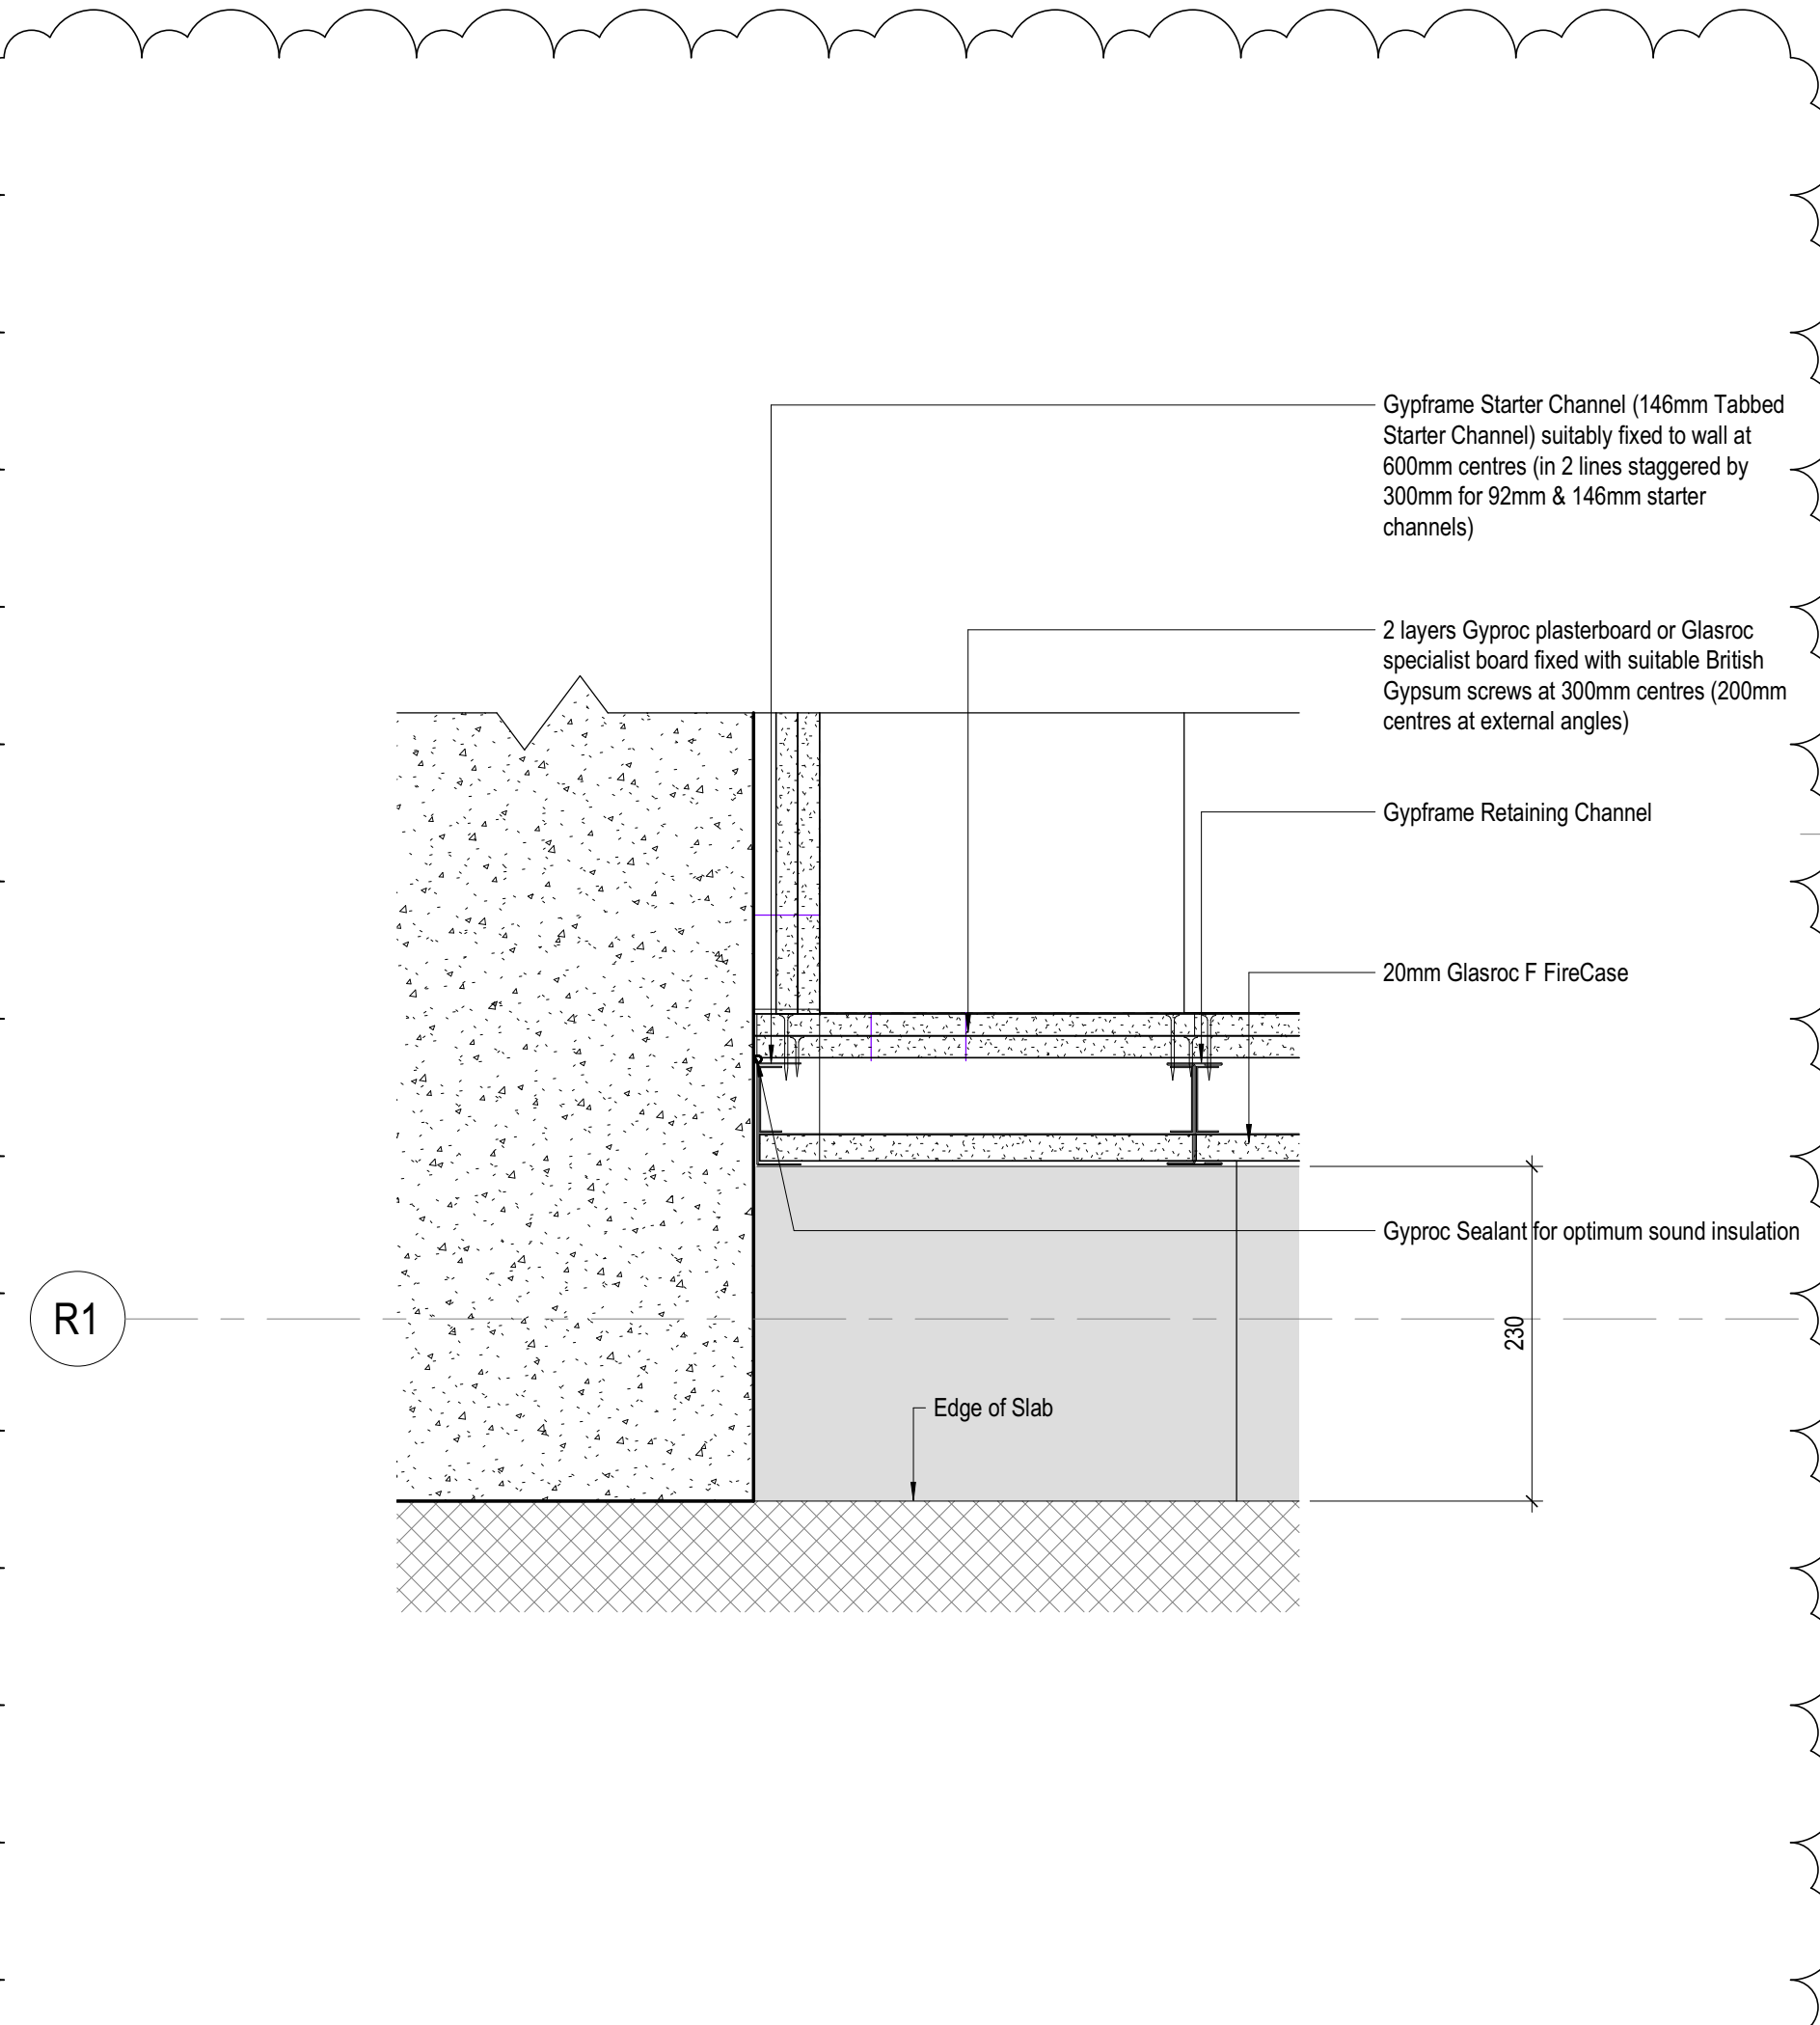 Gypframe Starter Channel (146mm Tabbed
Starter Channel) suitably fixed to wall at
600mm centres (in 2 lines staggered by
300mm for 92mm & 146mm starter
channels)
2 layers Gyproc plasterboard or Glasroc
specialist board fixed with suitable British
Gypsum screws at 300mm centres (200mm
centres at external angles)
Gypframe Retaining Channel
20mm Glasroc F FireCase
Gyproc Sealant for optimum sound insulation
R1
230
Edge of Slab